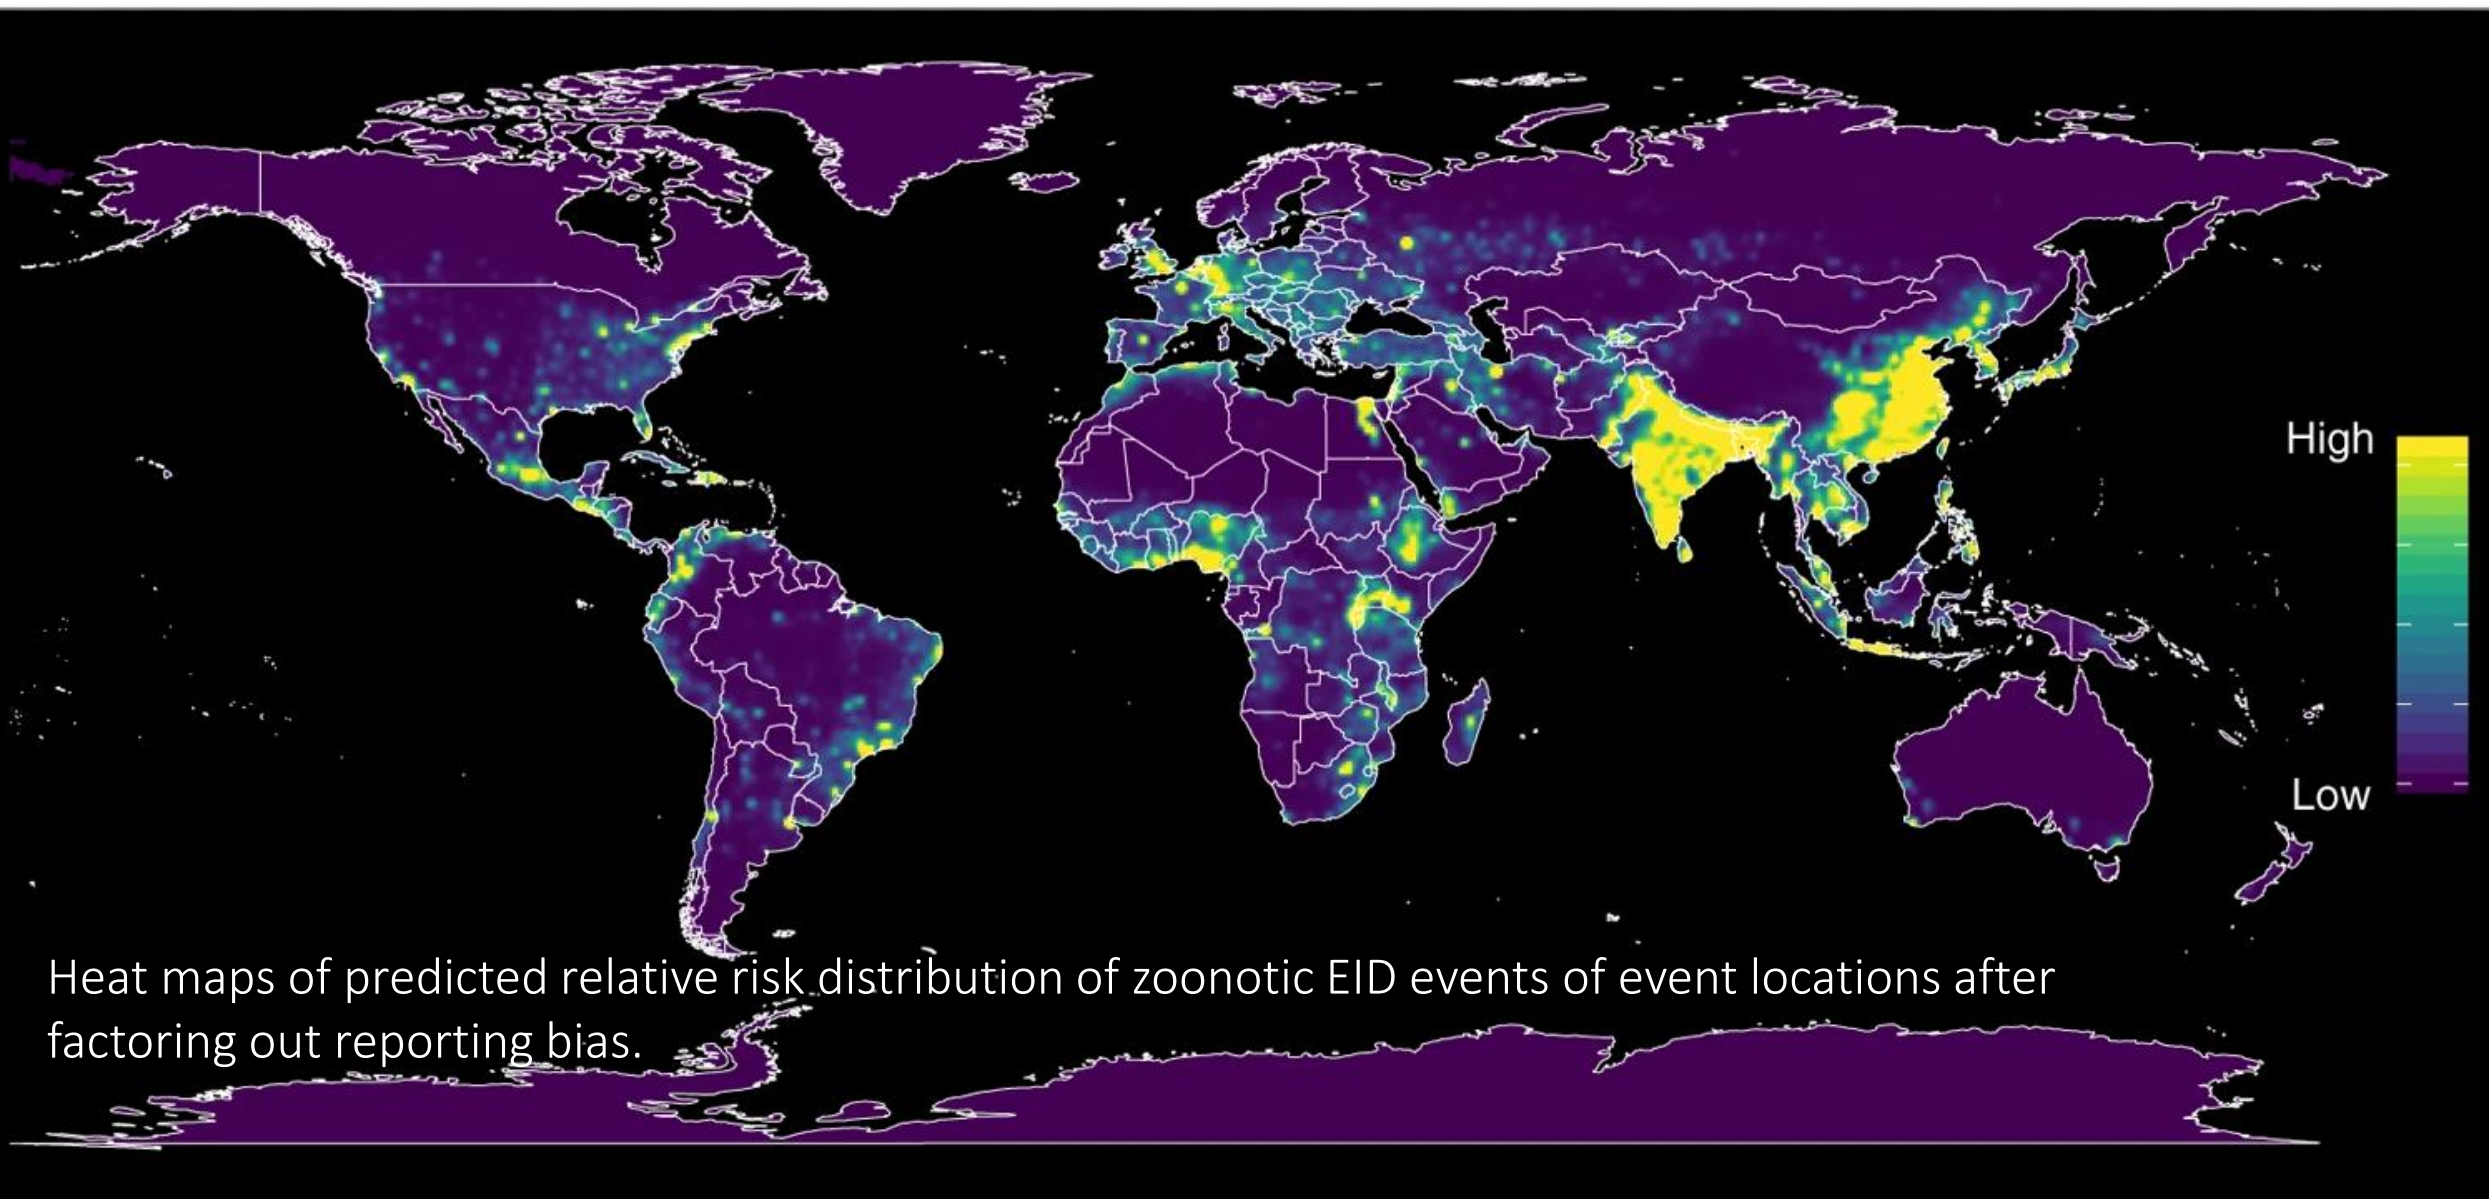 High
Low
Heat maps of predicted relative risk distribution of zoonotic EID events of event locations after
factoring out reporting bias.